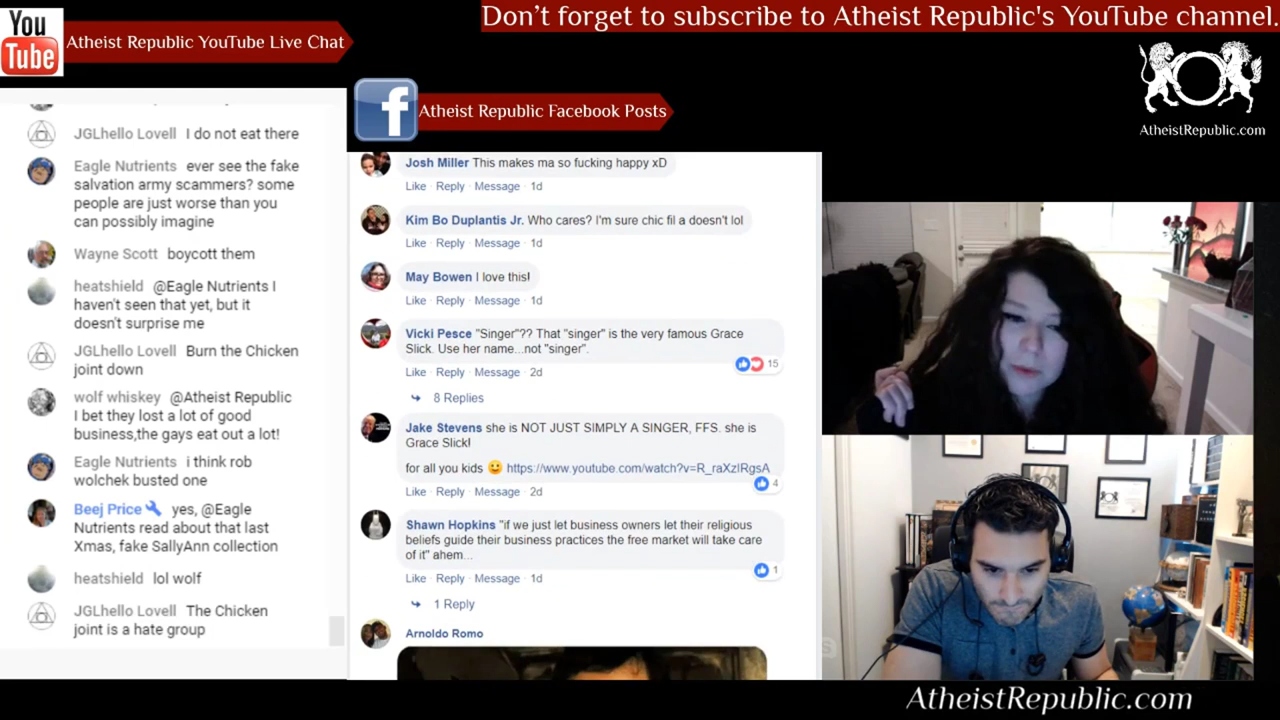 Don't forget to subscribe to Atheist Republic's YouTube channel.
You
Tube
Atheist Republic YouTube Live Chat
AtheistRepublic.com
f
Atheist Republic Facebook Posts
JGLhello Lovell I do not eat there
Eagle Nutrients ever see the fake
salvation army scammers? some
people are just worse than you
can possibly imagine
Wayne Scott boycott them
heatshield @Eagle Nutrients I
haven't seen that yet, but it
doesn't surprise me
JGLhello Lovell Burn the Chicken
joint down
wolf whiskey @Atheist Republic
I bet they lost a lot of good
business,the gays eat out a lot!
Eagle Nutrients i think rob
wolchek busted one
Beej Price yes, @Eagle
Nutrients read about that last
Xmas, fake SallyAnn collection
heatshield lol wolf
JGLhello Lovell The Chicken
joint is a hate group
Josh Miller This makes ma so fucking happy xD
Like · Reply · Message · 1d
Kim Bo Duplantis Jr. Who cares? I'm sure chic fil a doesn't lol
Like · Reply · Message · 1d
May Bowen I love this!
Like · Reply · Message · 1d
Vicki Pesce "Singer"?? That "singer" is the very famous Grace
Slick. Use her name...not "singer".
15
Like · Reply · Message · 2d
8 Replies
Jake Stevens she is NOT JUST SIMPLY A SINGER, FFS. she is
Grace Slick!
for all you kids 😀 https://www.youtube.com/watch?v=R_raXzIRgsA
4
Like · Reply · Message · 2d
Shawn Hopkins "if we just let business owners let their religious
beliefs guide their business practices the free market will take care
of it" ahem...
1
Like · Reply · Message · 1d
1 Reply
Arnoldo Romo
AtheistRepublic.com